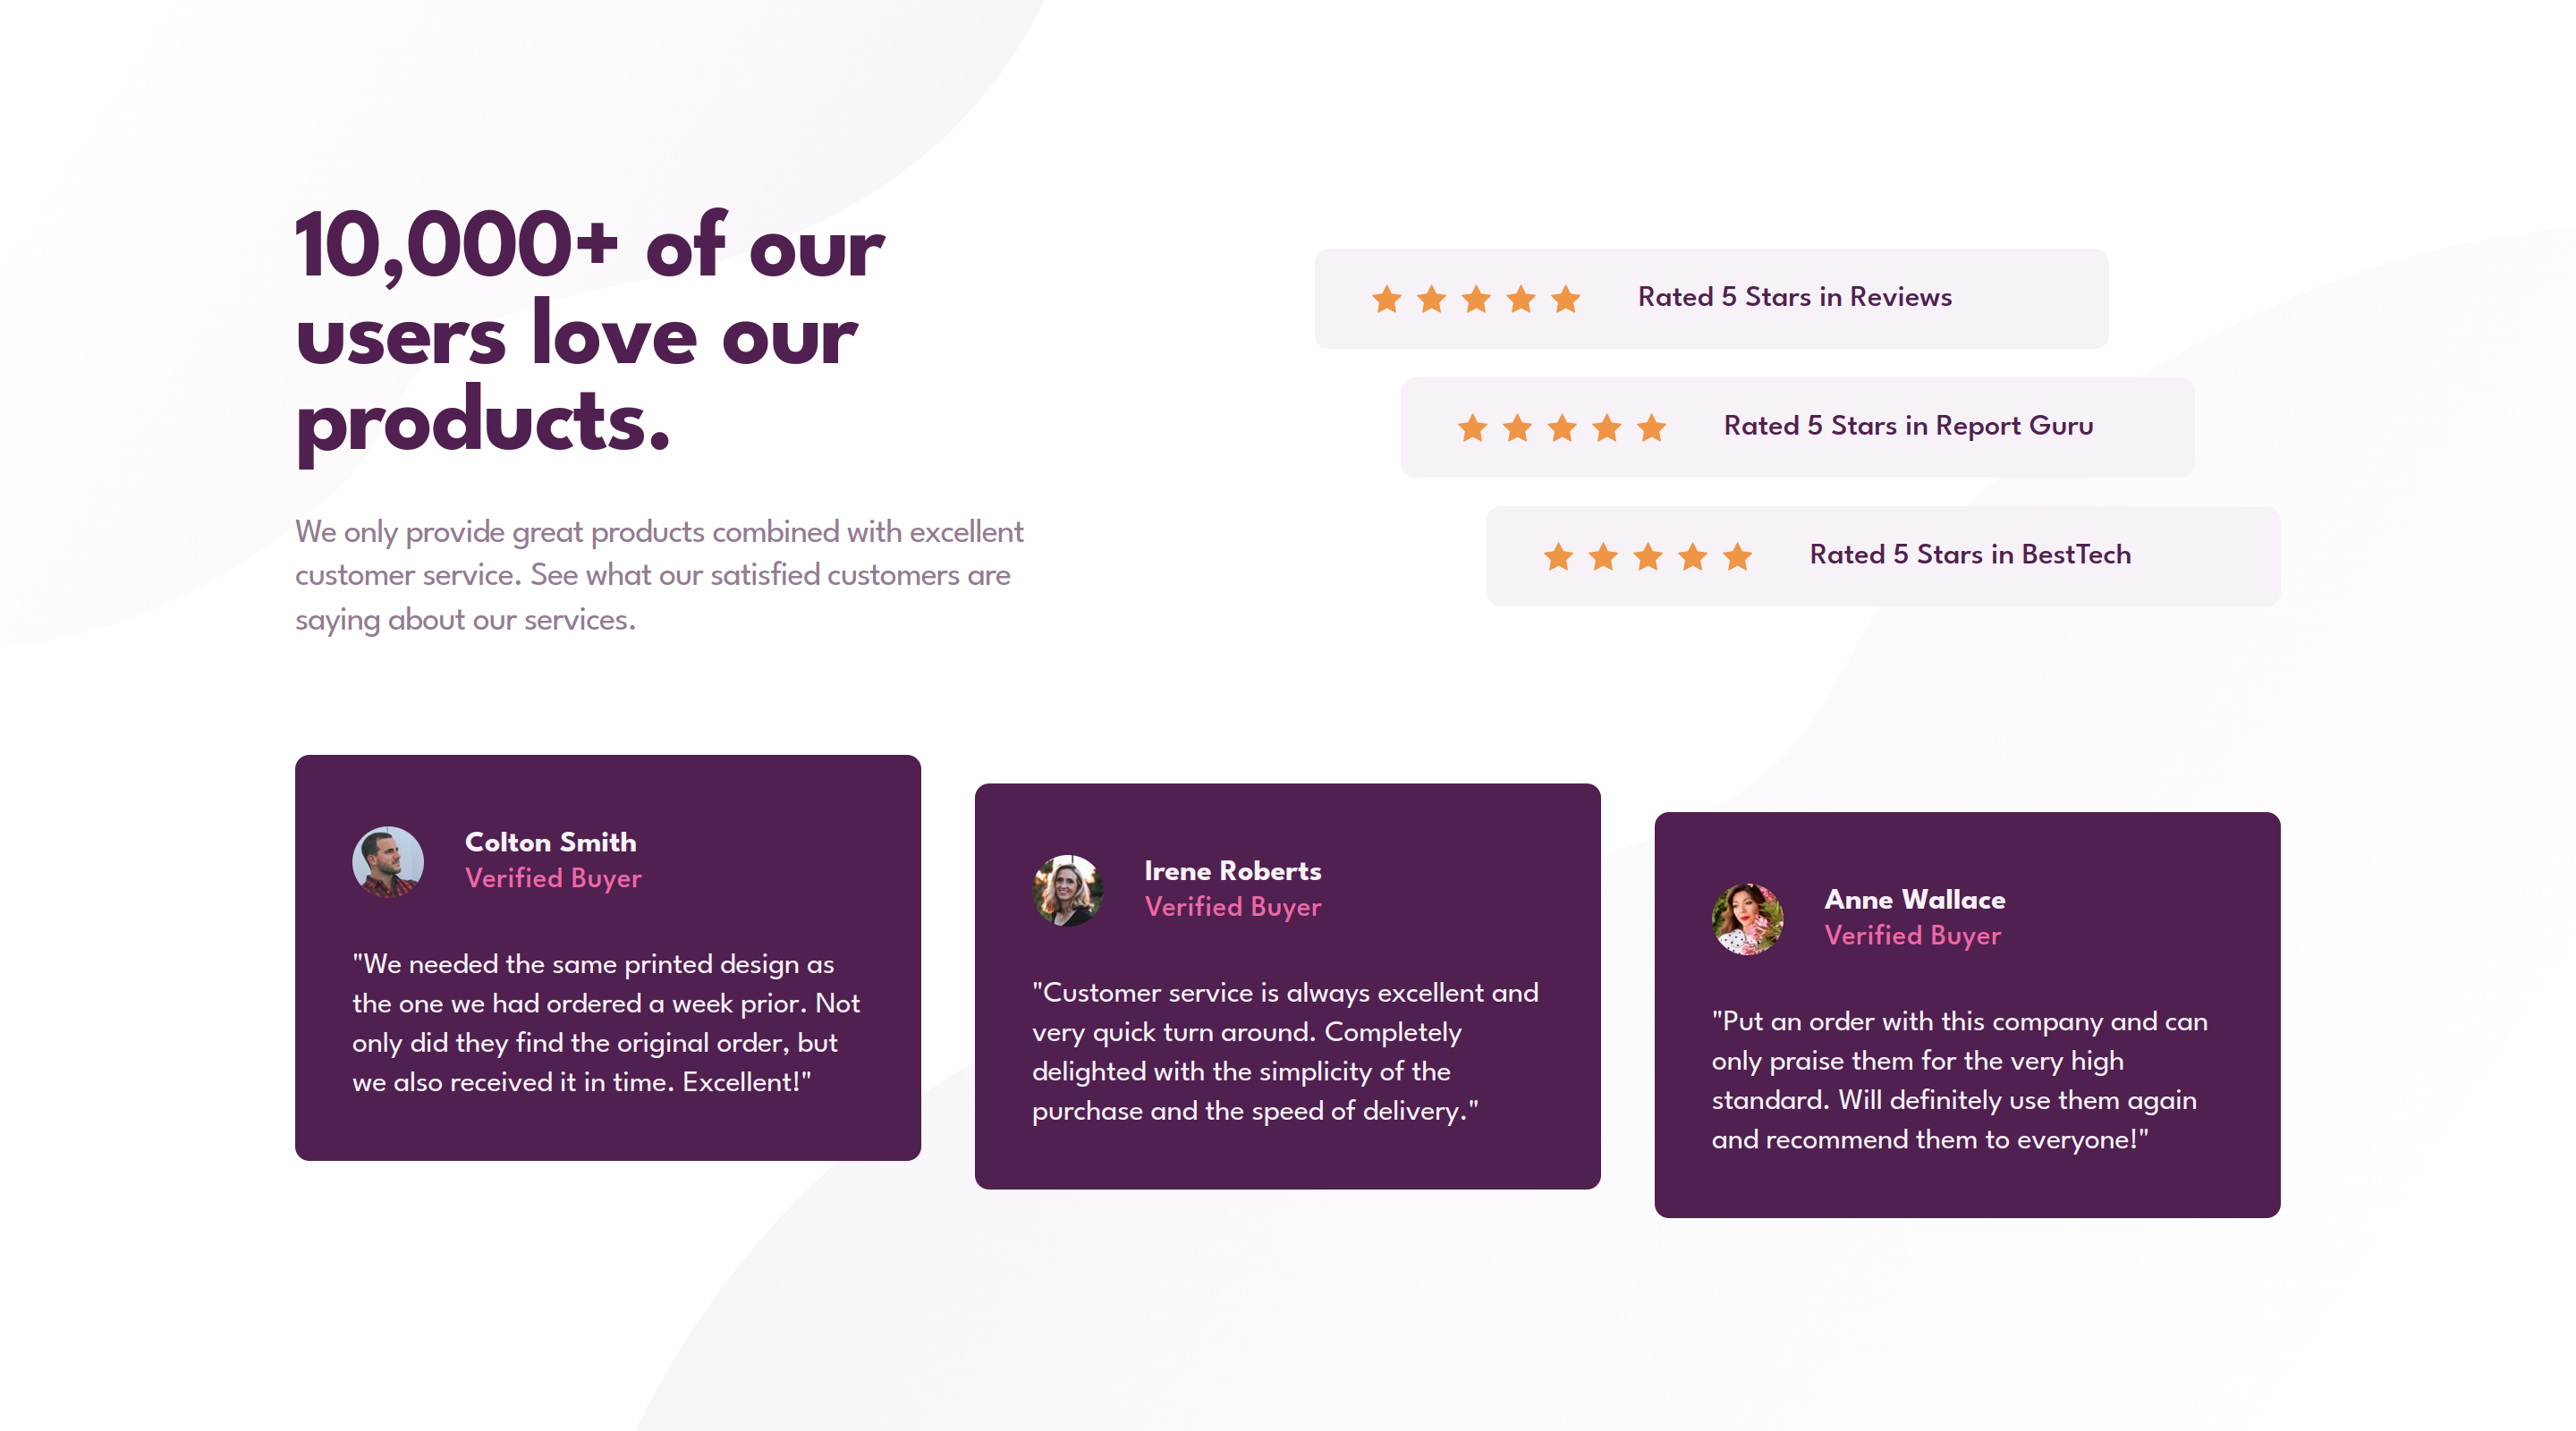 10,000+ of our
users love our
products.
We only provide great products combined with excellent
customer service. See what our satisfied customers are
saying about our services.
Rated 5 Stars in Reviews
Rated 5 Stars in Report Guru
Rated 5 Stars in BestTech
Colton Smith
Verified Buyer
"We needed the same printed design as
the one we had ordered a week prior. Not
only did they find the original order, but
we also received it in time. Excellent!"
Irene Roberts
Verified Buyer
"Customer service is always excellent and
very quick turn around. Completely
delighted with the simplicity of the
purchase and the speed of delivery."
Anne Wallace
Verified Buyer
"Put an order with this company and can
only praise them for the very high
standard. Will definitely use them again
and recommend them to everyone!"